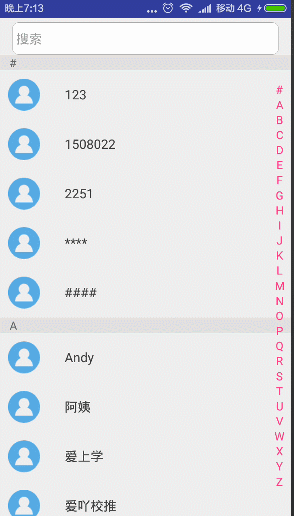 晚上7:13 ... 移动 4G
搜索
#
123
1508022
2251
****
####
A
Andy
阿姨
爱上学
爱吖校推
#
A
B
C
D
E
F
G
H
I
J
K
L
M
N
O
P
Q
R
S
T
U
V
W
X
Y
Z